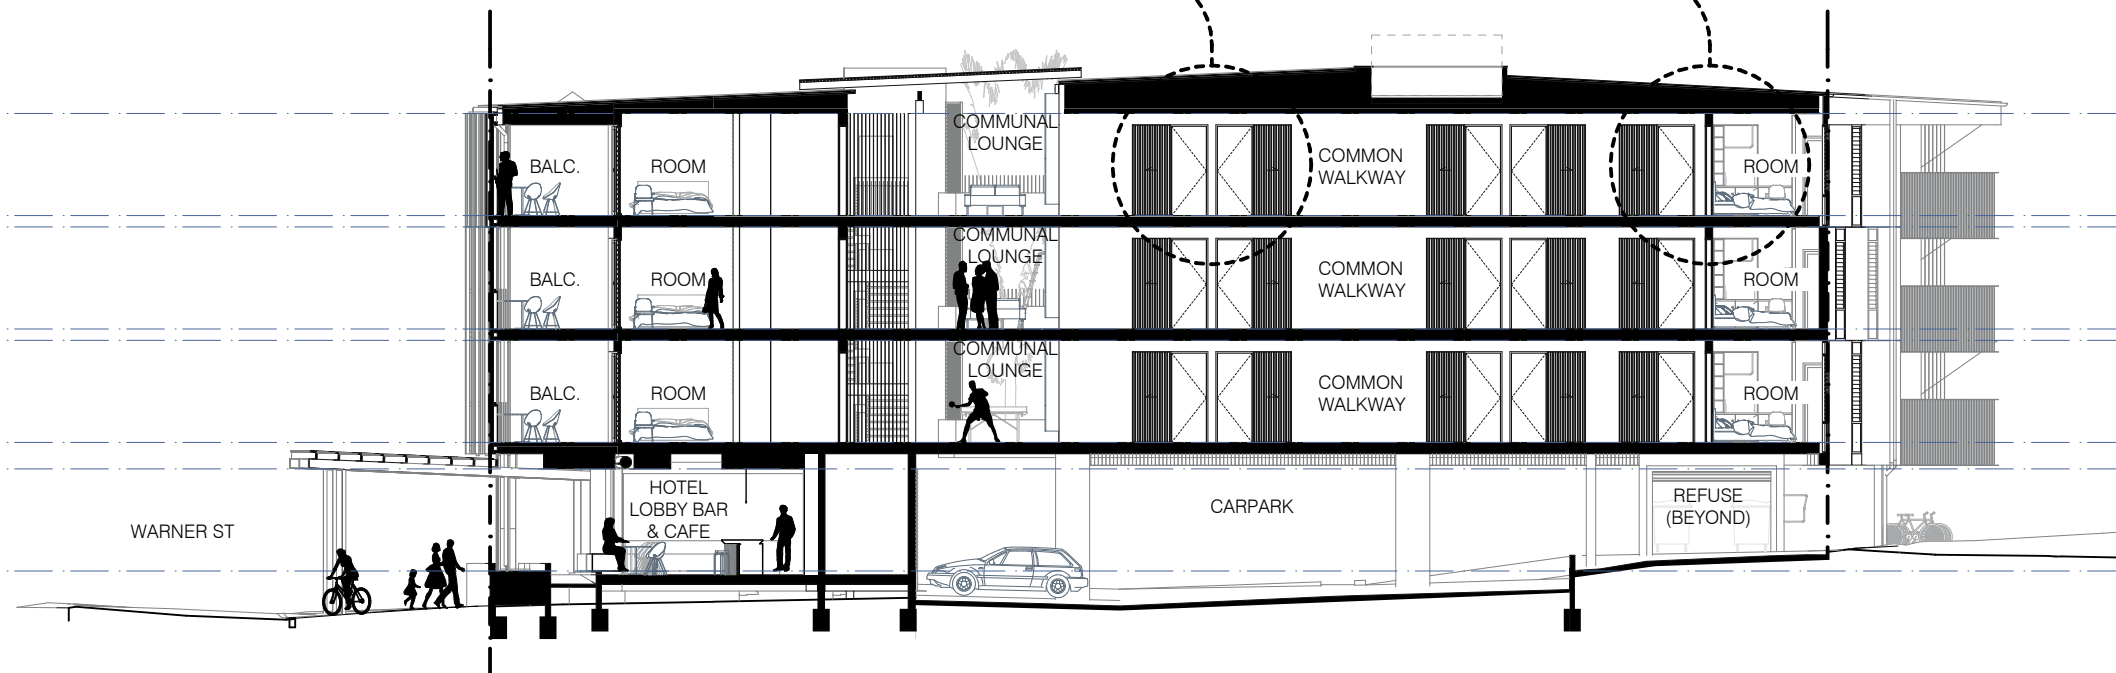 COMMUNAL
LOUNGE
BALC.
ROOM
COMMON
WALKWAY
ROOM
COMMUNAL
LOUNGE
BALC.
ROOM
COMMON
WALKWAY
ROOM
COMMUNAL
LOUNGE
BALC.
ROOM
COMMON
WALKWAY
ROOM
WARNER ST
HOTEL
LOBBY BAR
& CAFE
CARPARK
REFUSE
(BEYOND)